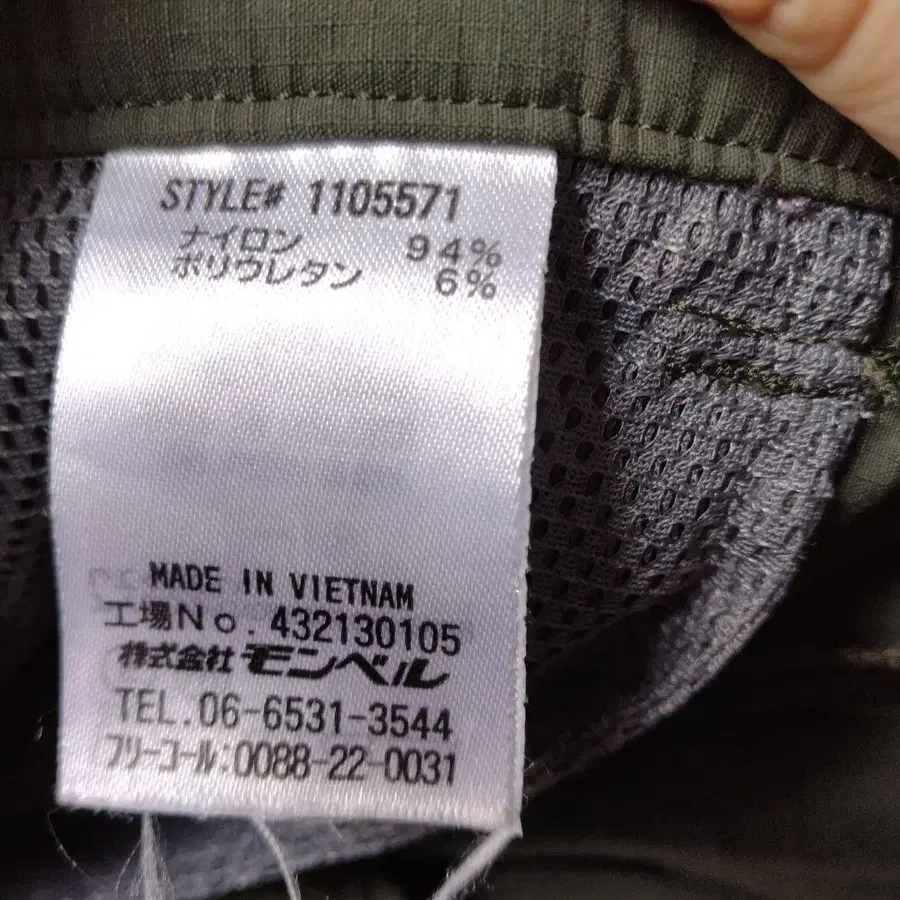 STYLE# 1105571
ナイロン 94%
ポリウレタン 6%
MADE IN VIETNAM
工場No. 432130105
株式会社 モンベル
TEL.06-6531-3544
フリーコール:0088-22-0031